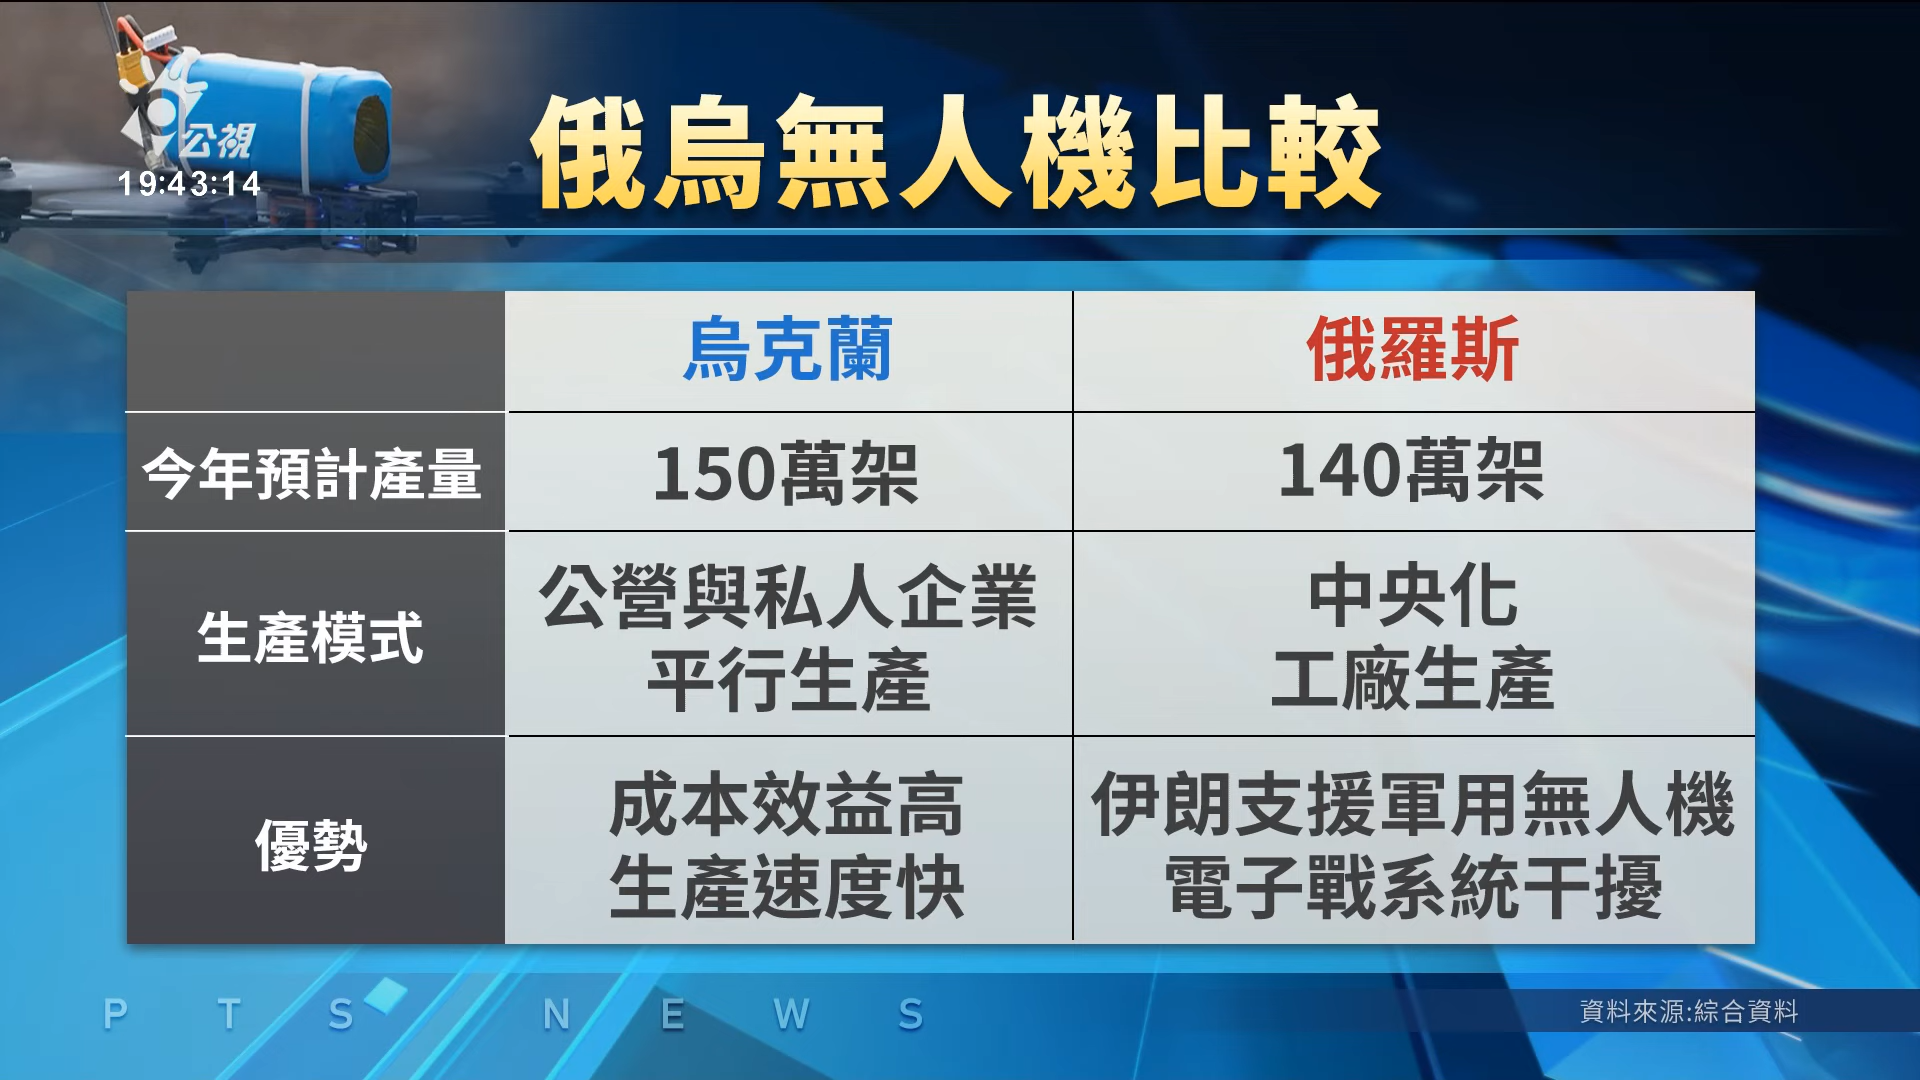 公視
19:43:14
俄烏無人機比較
烏克蘭
俄羅斯
今年預計產量
150萬架
140萬架
生產模式
公營與私人企業
平行生產
中央化
工廠生產
優勢
成本效益高
生產速度快
伊朗支援軍用無人機
電子戰系統干擾
PTS NEWS
資料來源:綜合資料